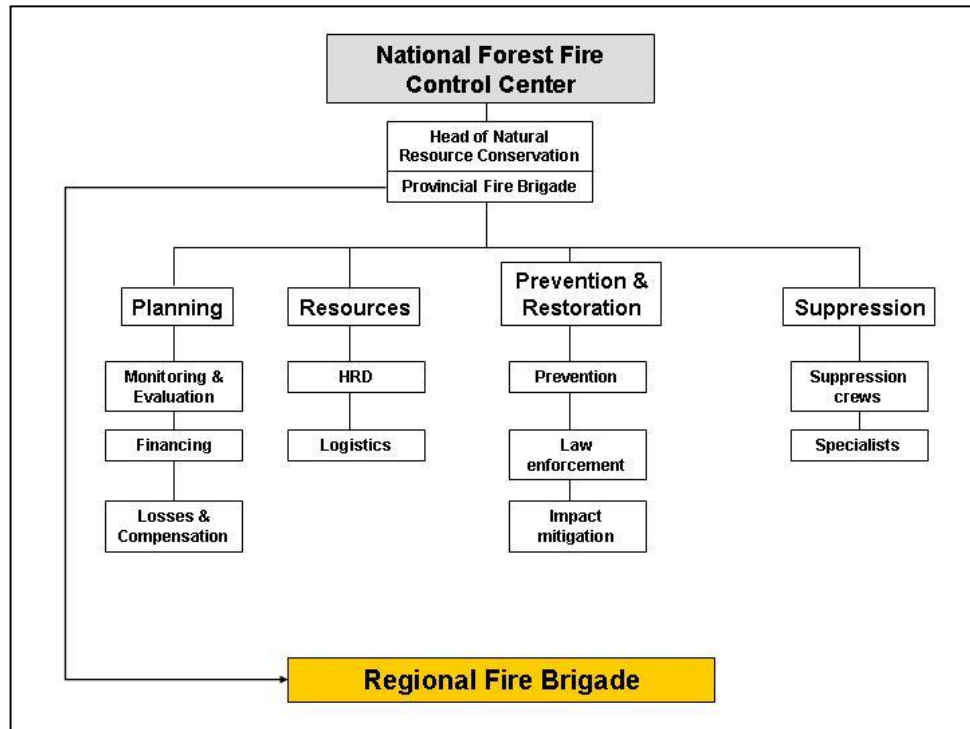 National Forest Fire
Control Center
Head of Natural
Resource Conservation
Provincial Fire Brigade
Planning
Resources
Prevention &
Restoration
Suppression
Monitoring &
Evaluation
HRD
Prevention
Suppression
crews
Financing
Logistics
Law
enforcement
Specialists
Losses &
Compensation
Impact
mitigation
Regional Fire Brigade